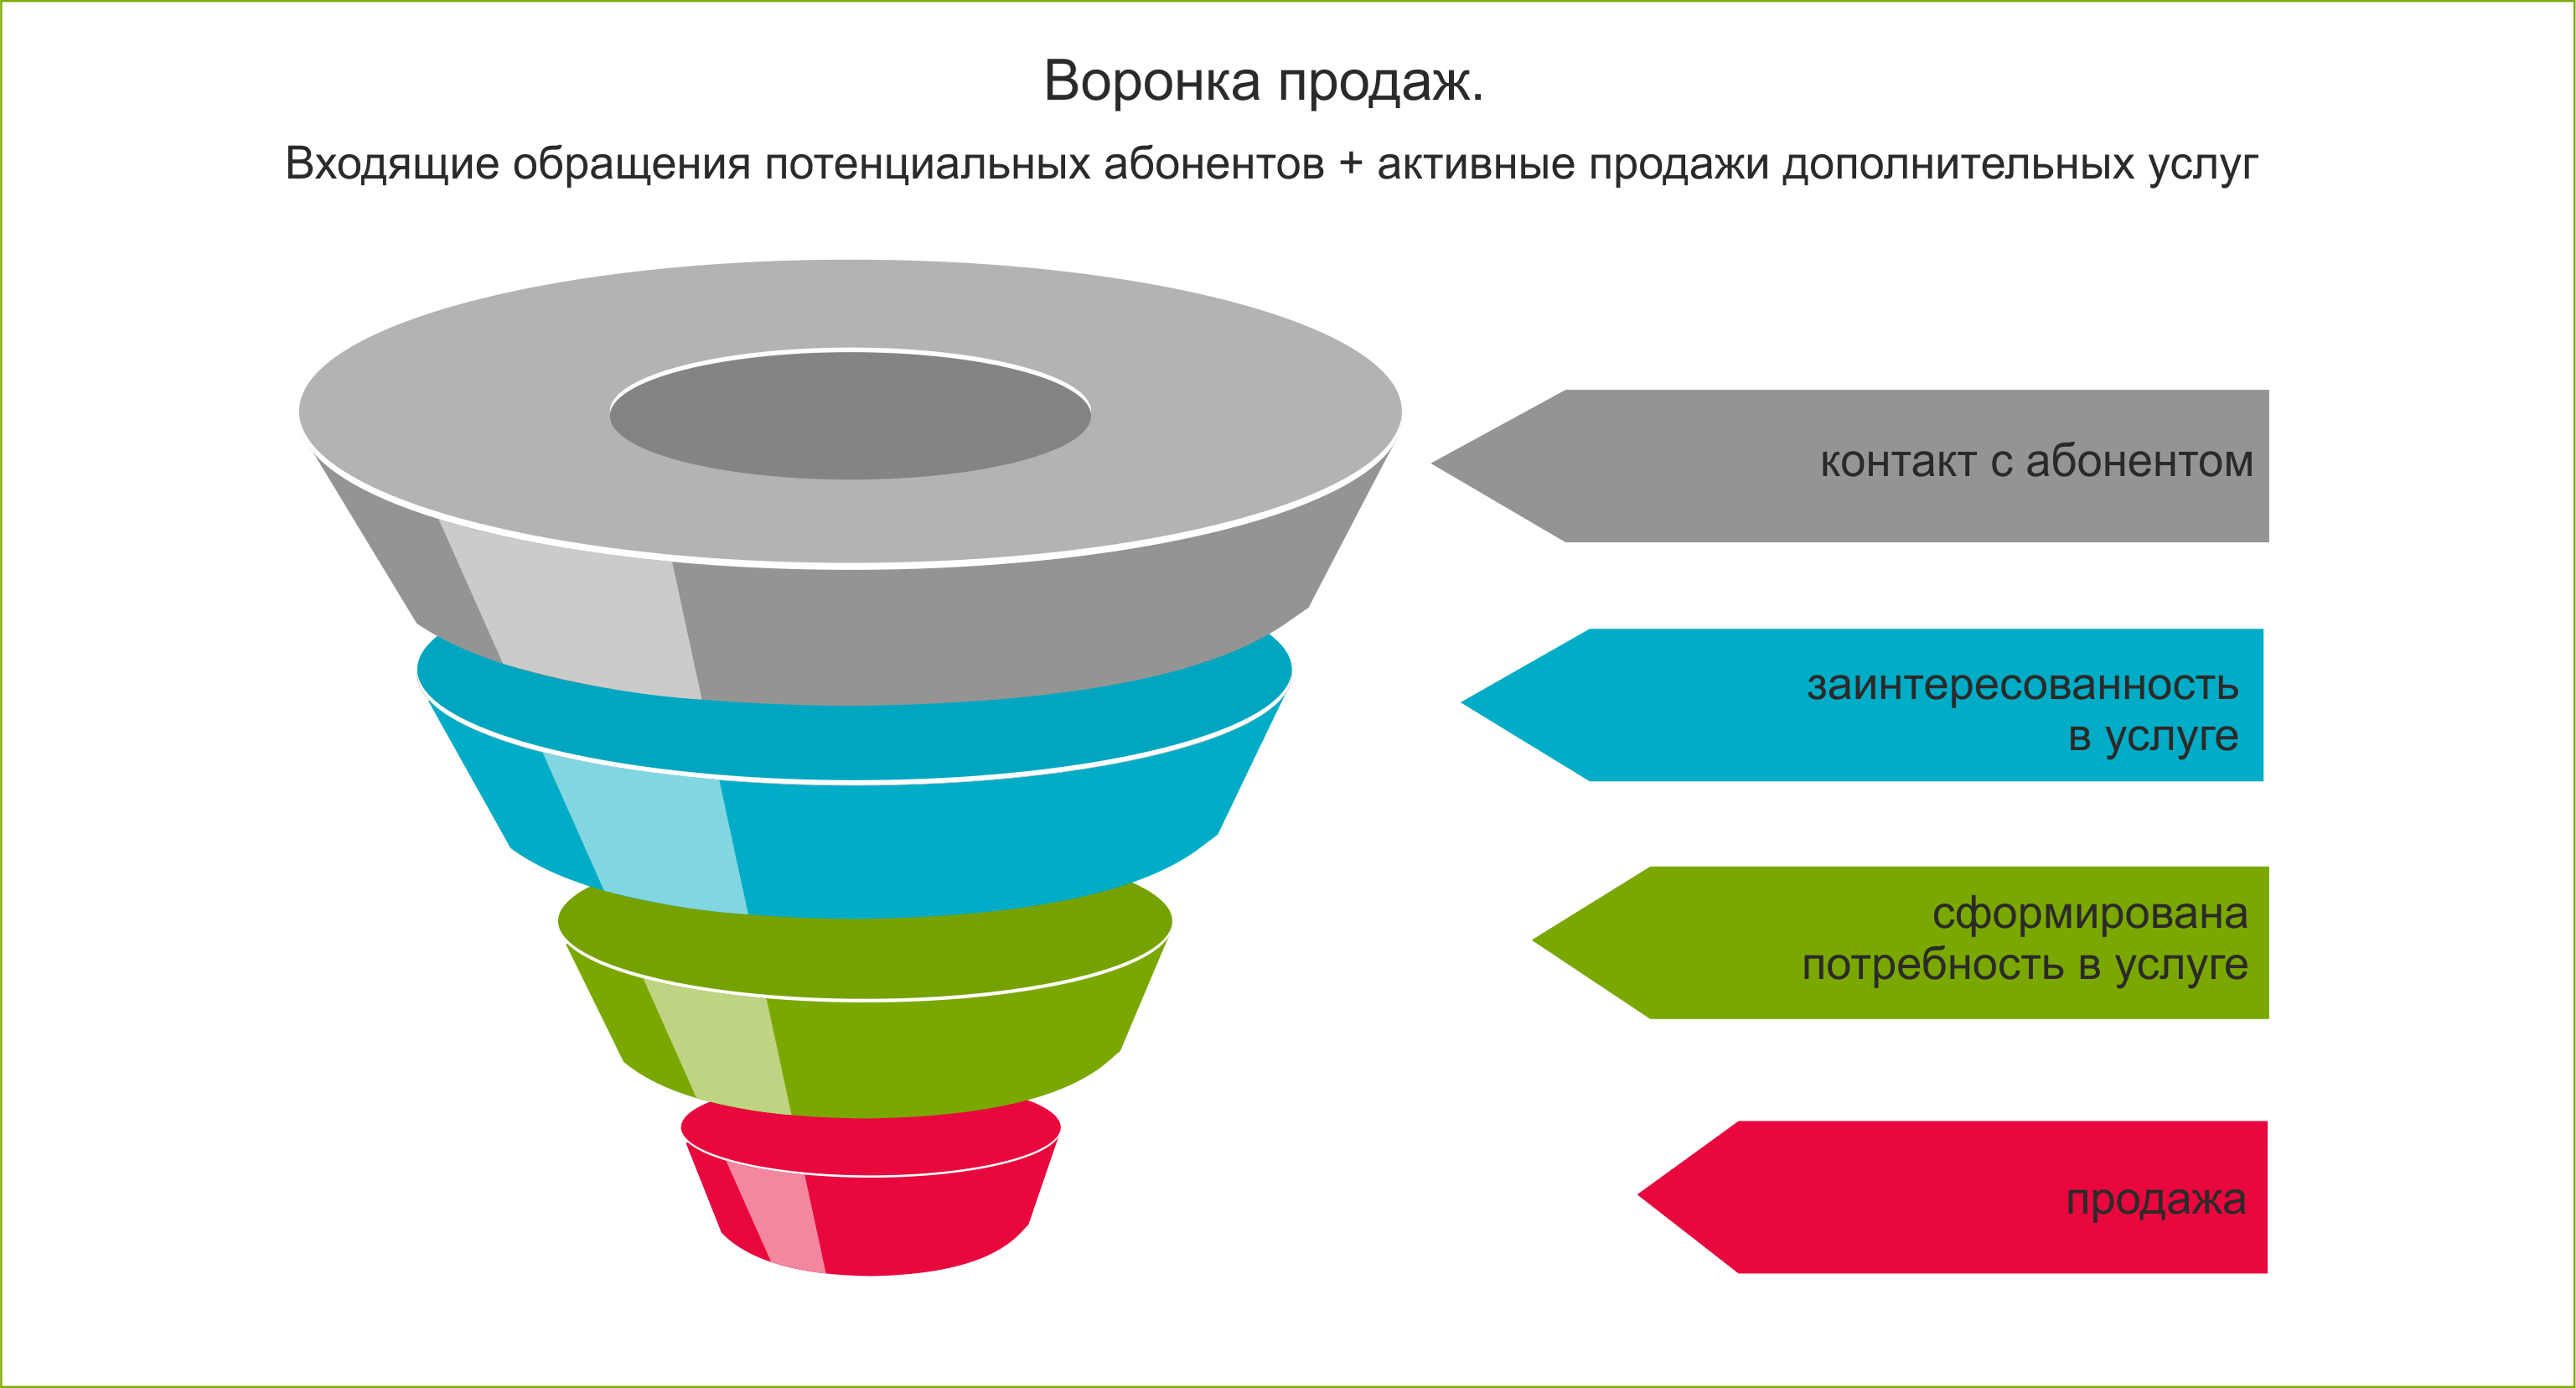 Воронка продаж.
Входящие обращения потенциальных абонентов + активные продажи дополнительных услуг
контакт с абонентом
заинтересованность
в услуге
сформирована
потребность в услуге
продажа